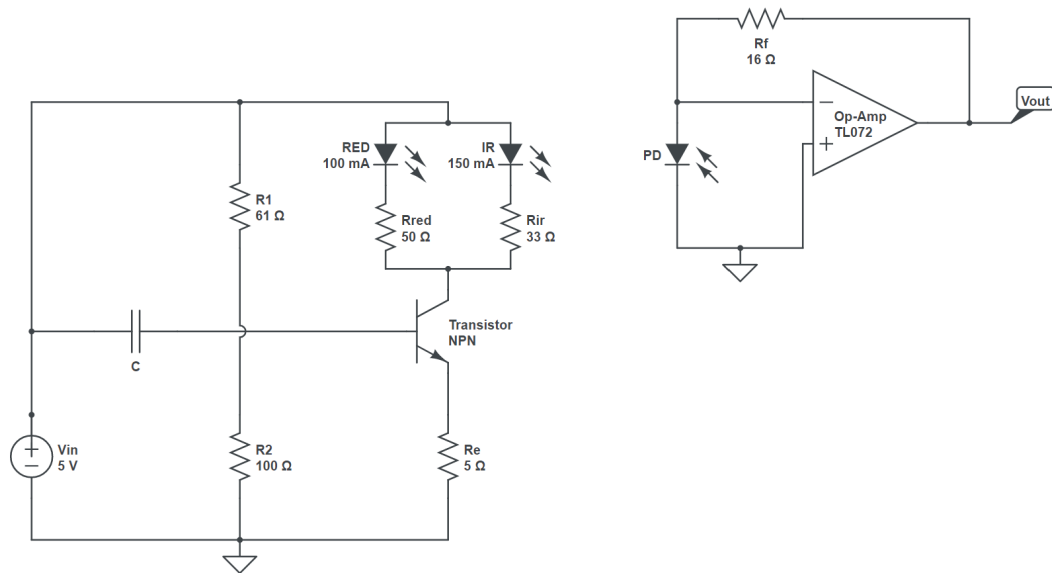 Rf
16 Ω
Op-Amp
TL072
Vout
PD
RED
100 mA
IR
150 mA
R1
61 Ω
Rred
50 Ω
Rir
33 Ω
Transistor
NPN
C
Vin
5 V
R2
100 Ω
Re
5 Ω